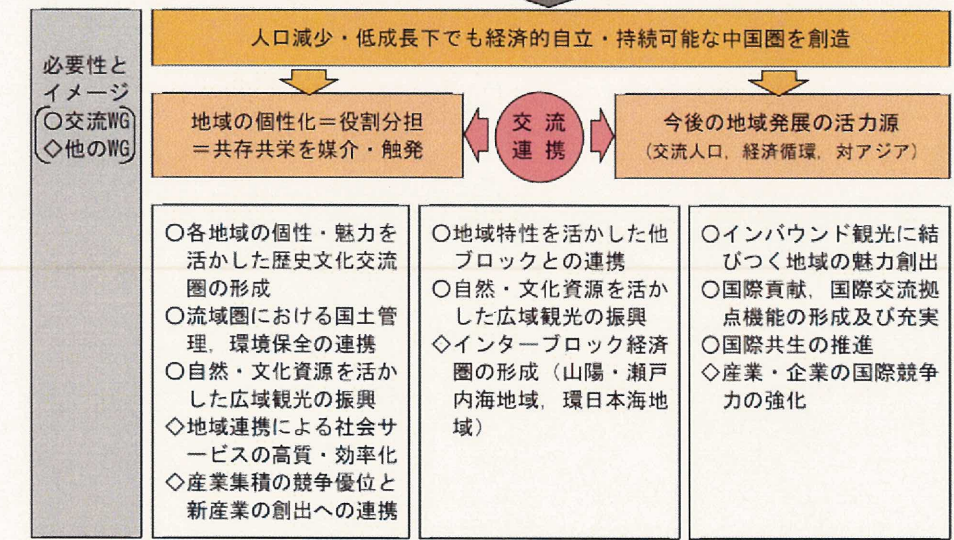 人口減少・低成長下でも経済的自立・持続可能な中国圏を創造
必要性と
イメージ
○交流WG
◇他のWG
地域の個性化＝役割分担
＝共存共栄を媒介・触発
交 流
連 携
今後の地域発展の活力源
（交流人口，経済循環，対アジア）
○各地域の個性・魅力を
活かした歴史文化交流
圏の形成
○流域圏における国土管
理，環境保全の連携
○自然・文化資源を活か
した広域観光の振興
◇地域連携による社会サ
ービスの高質・効率化
◇産業集積の競争優位と
新産業の創出への連携
○地域特性を活かした他
ブロックとの連携
○自然・文化資源を活か
した広域観光の振興
◇インターブロック経済
圏の形成（山陽・瀬戸
内海地域，環日本海地
域）
○インバウンド観光に結
びつく地域の魅力創出
○国際貢献，国際交流拠
点機能の形成及び充実
○国際共生の推進
◇産業・企業の国際競争
力の強化